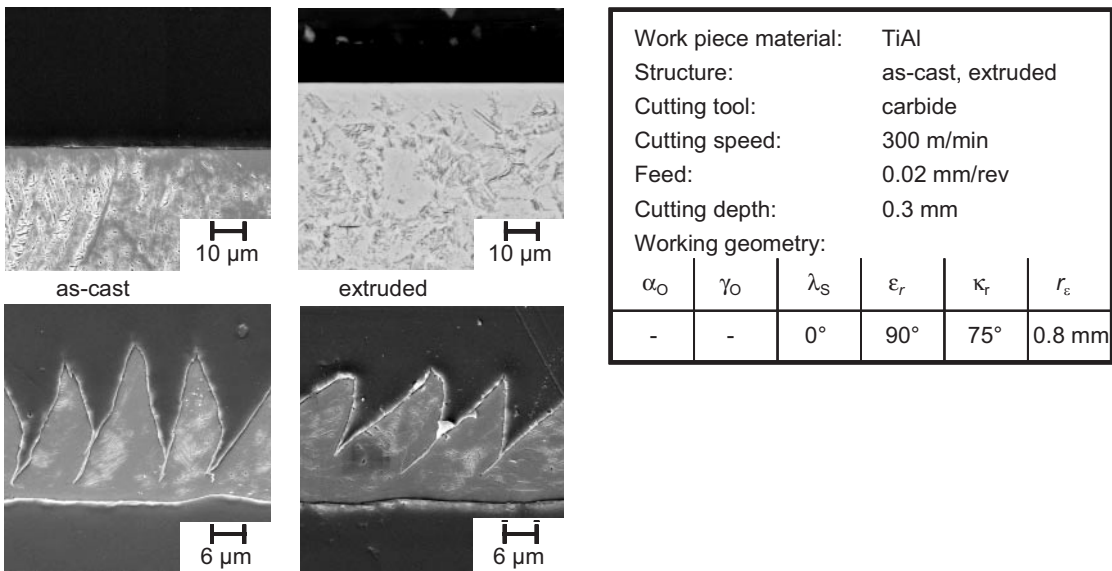 10 µm
10 µm
as-cast
extruded
6 µm
6 µm
Work piece material: TiAl
Structure: as-cast, extruded
Cutting tool: carbide
Cutting speed: 300 m/min
Feed: 0.02 mm/rev
Cutting depth: 0.3 mm
Working geometry:
αO γO λS εr κr rε
- - 0° 90° 75° 0.8 mm